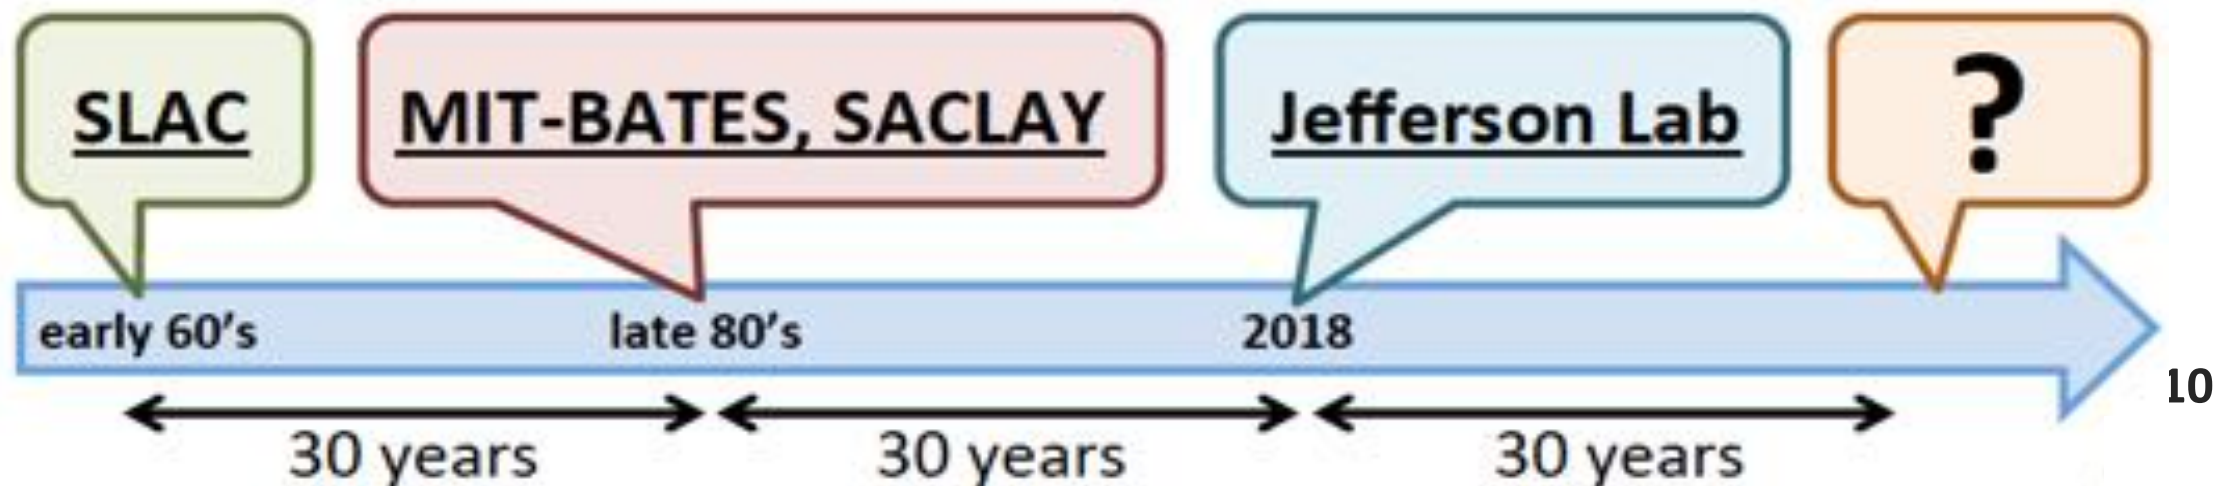 SLAC
MIT-BATES, SACLAY
Jefferson Lab
?
early 60's
late 80's
2018
10
30 years
30 years
30 years